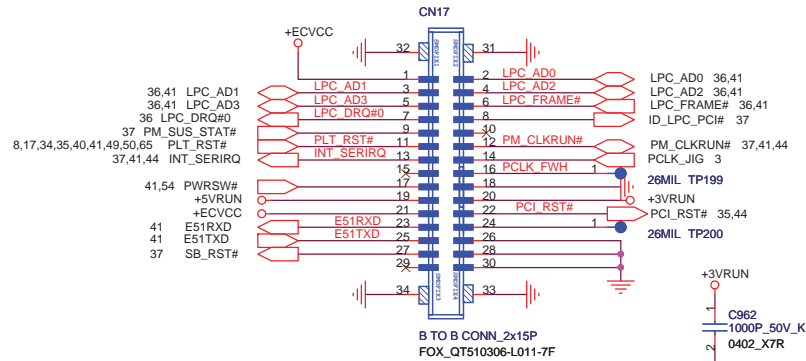 CN17
+ECVCC
32 SMDFIX1 SMDFIX2 31
1 2 LPC_AD0 LPC_AD0 36,41
36,41 LPC_AD1 LPC_AD1 3 4 LPC_AD2 LPC_AD2 36,41
36,41 LPC_AD3 LPC_AD3 5 6 LPC_FRAME# LPC_FRAME# 36,41
36 LPC_DRQ#0 LPC_DRQ#0 7 8 ID_LPC_PCI# 37
37 PM_SUS_STAT# 9 10
8,17,34,35,40,41,49,50,65 PLT_RST# PLT_RST# 11 12 PM_CLKRUN# PM_CLKRUN# 37,41,44
37,41,44 INT_SERIRQ INT_SERIRQ 13 14 PCLK_JIG 3
15 16 PCLK_FWH 1 26MIL TP199
41,54 PWRSW# 17 18
+5VRUN 19 20 +3VRUN
+ECVCC 21 22 PCI_RST# PCI_RST# 35,44
41 E51RXD E51RXD 23 24 1 26MIL TP200
41 E51TXD E51TXD 25 26
37 SB_RST# 27 28
29 30
34 SMDFIX3 SMDFIX4 33
B TO B CONN_2x15P
FOX_QT510306-L011-7F
+3VRUN
1 C962
1000P_50V_K
2 0402_X7R